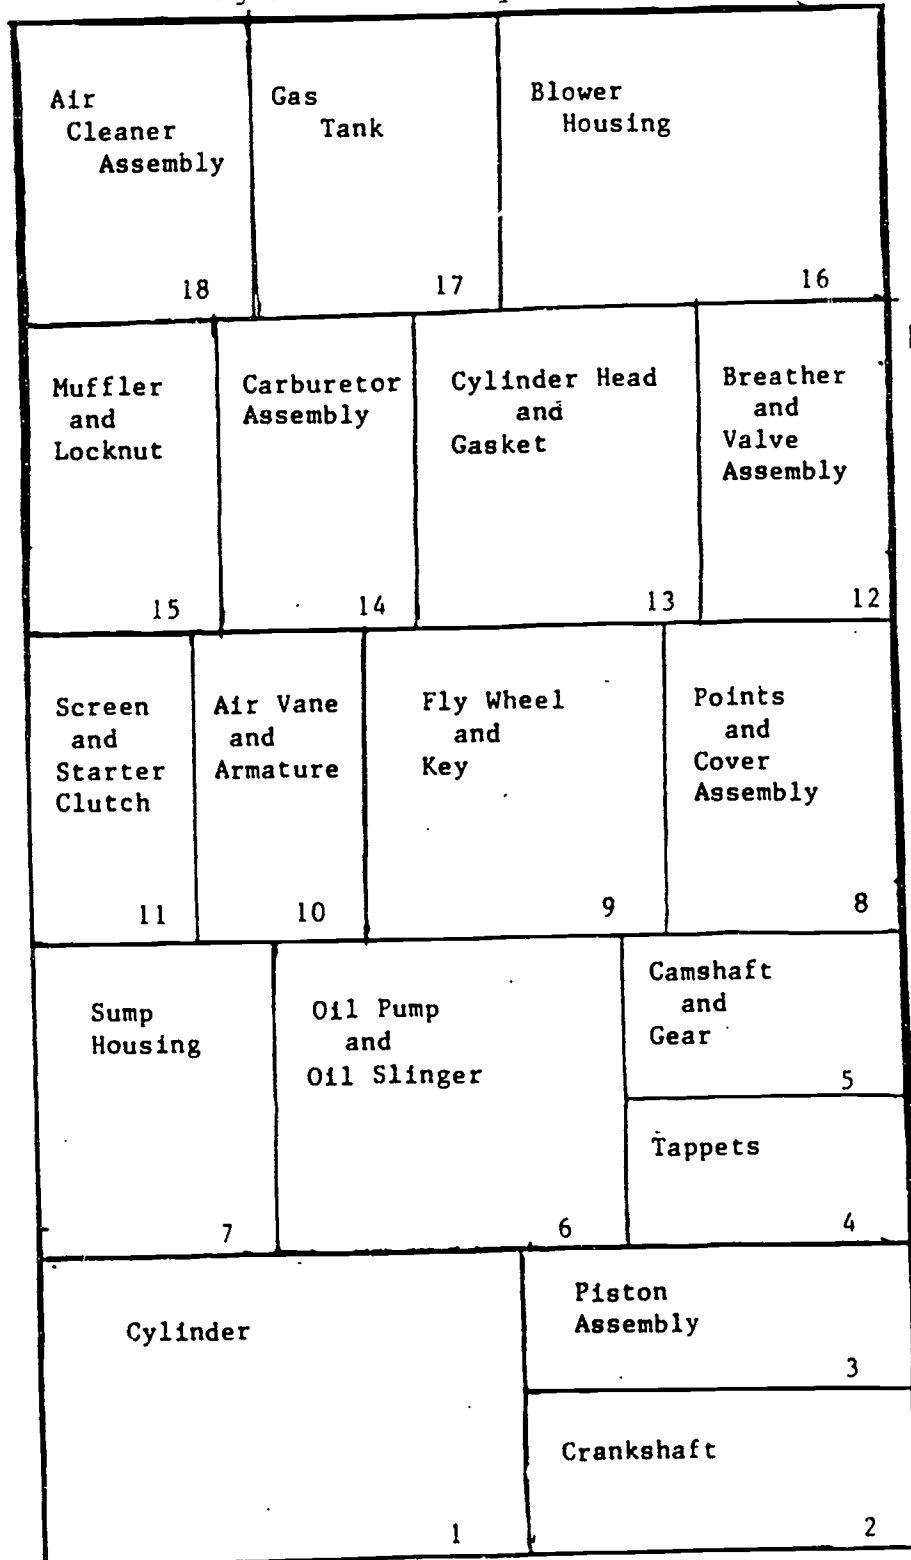 Air
Cleaner
Assembly
18
Gas
Tank
17
Blower
Housing
16
Muffler
and
Locknut
15
Carburetor
Assembly
14
Cylinder Head
and
Gasket
13
Breather
and
Valve
Assembly
12
Screen
and
Starter
Clutch
11
Air Vane
and
Armature
10
Fly Wheel
and
Key
9
Points
and
Cover
Assembly
8
Sump
Housing
7
Oil Pump
and
Oil Slinger
6
Camshaft
and
Gear
5
Tappets
4
Cylinder
1
Piston
Assembly
3
Crankshaft
2